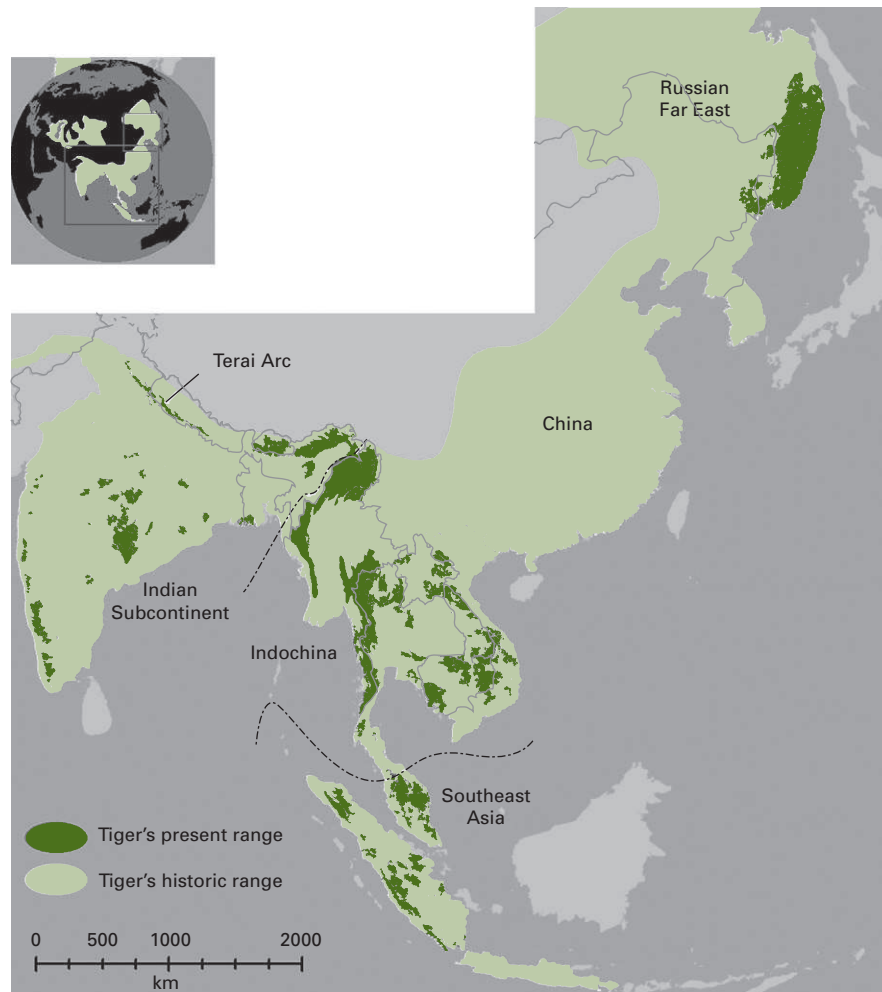 Russian
Far East
Terai Arc
China
Indian
Subcontinent
Indochina
Southeast
Asia
Tiger's present range
Tiger's historic range
0 500 1000 2000
km